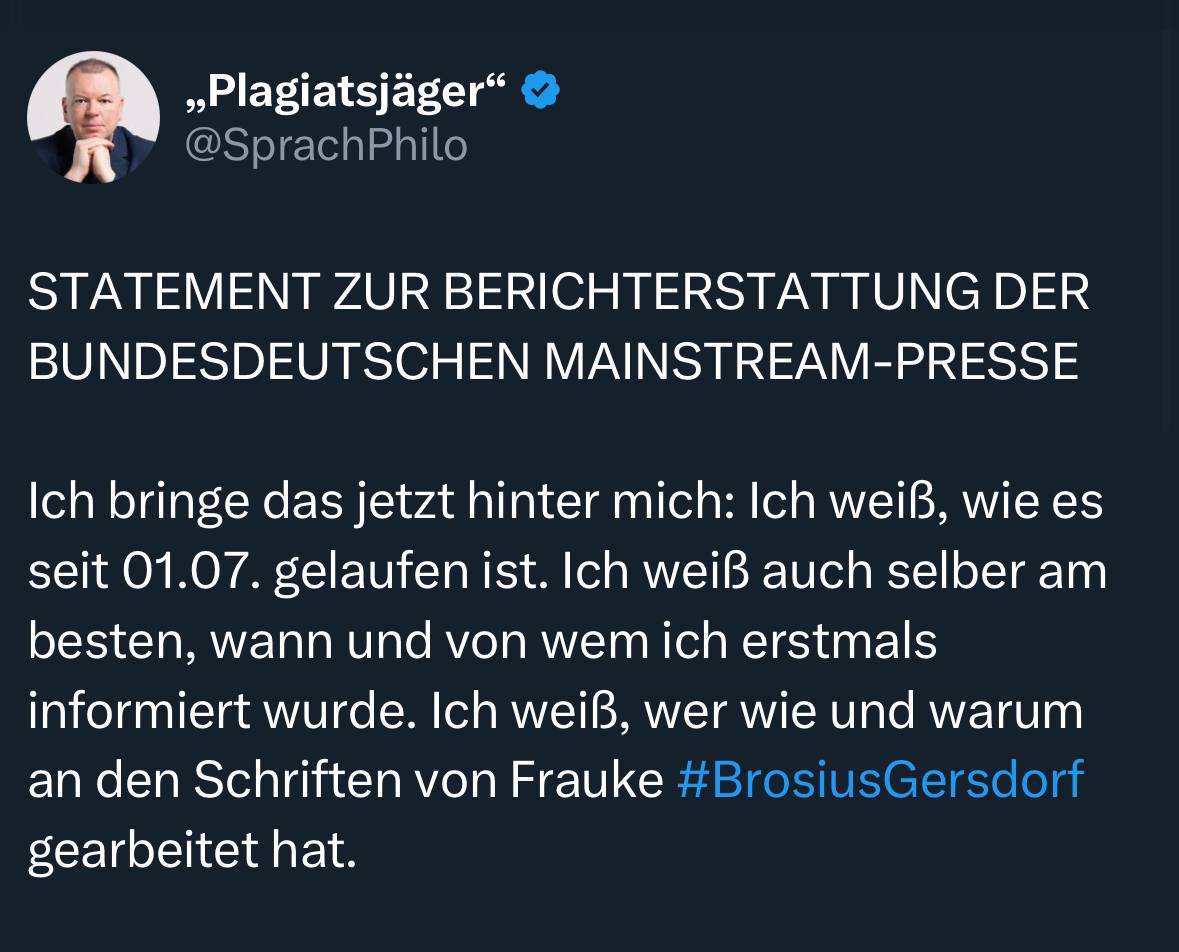 „Plagiatsjäger“
@SprachPhilo
STATEMENT ZUR BERICHTERSTATTUNG DER
BUNDESDEUTSCHEN MAINSTREAM-PRESSE
Ich bringe das jetzt hinter mich: Ich weiß, wie es
seit 01.07. gelaufen ist. Ich weiß auch selber am
besten, wann und von wem ich erstmals
informiert wurde. Ich weiß, wer wie und warum
an den Schriften von Frauke #BrosiusGersdorf
gearbeitet hat.